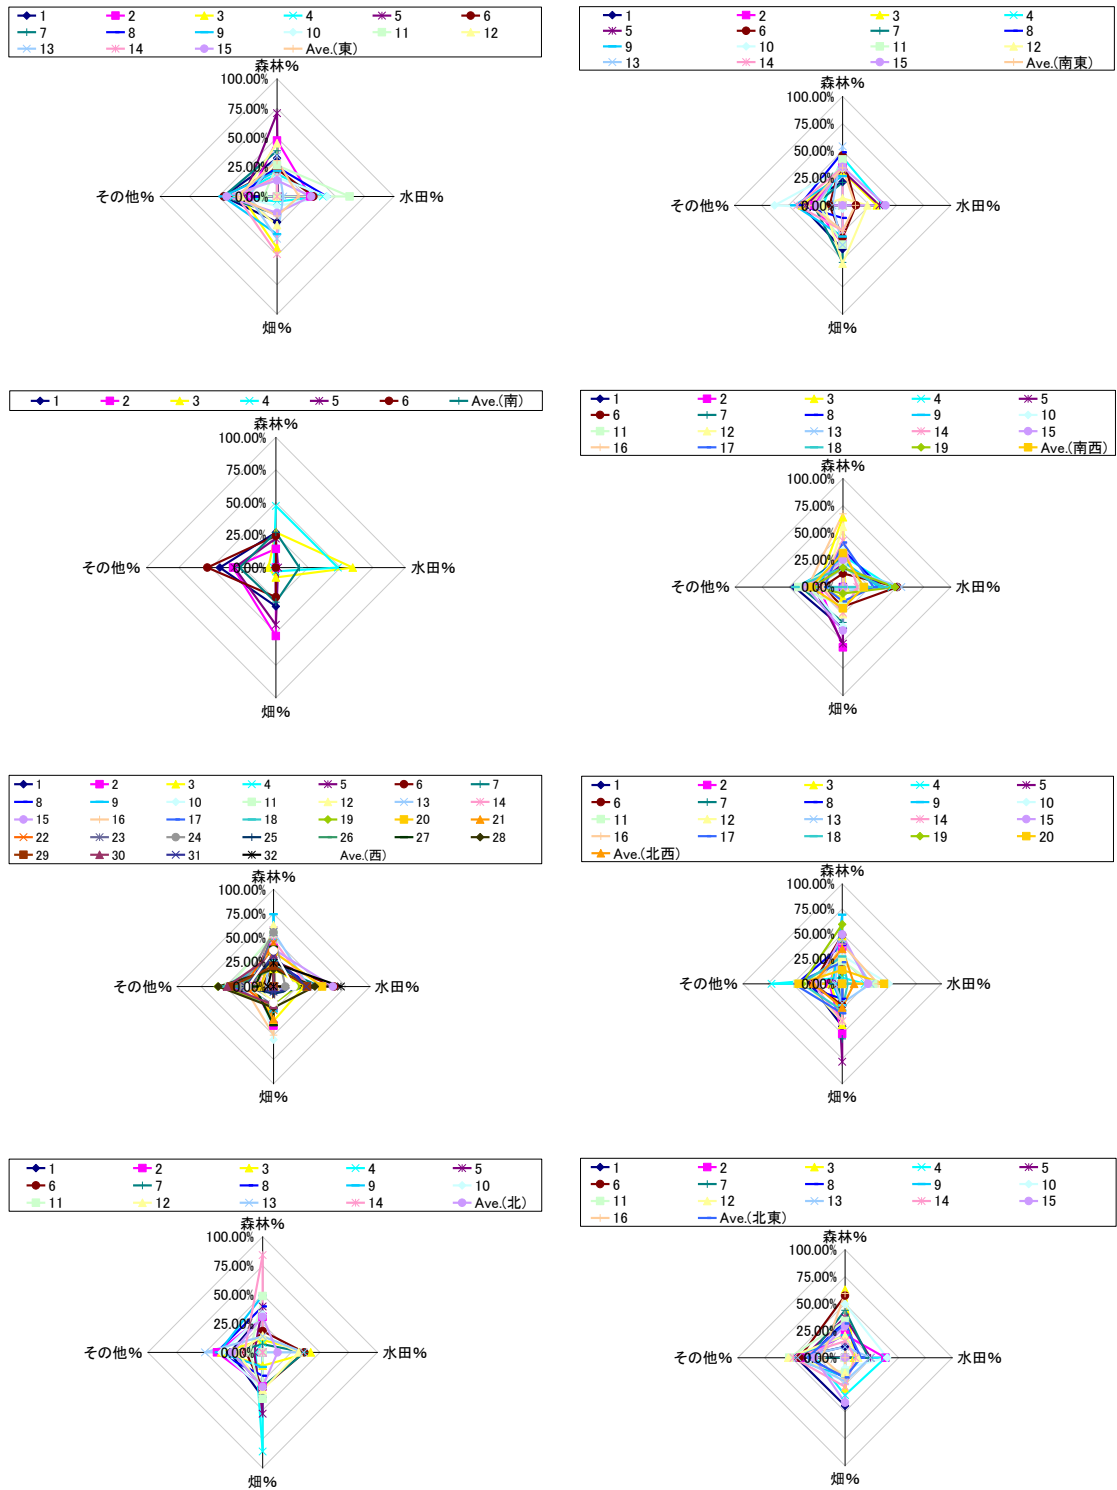 1 2 3 4 5 6
7 8 9 10 11 12
13 14 15 Ave.(東)
森林%
100.00%
75.00%
50.00%
25.00%
その他% 0.00% 水田%
畑%
1 2 3 4
5 6 7 8
9 10 11 12
13 14 15 Ave.(南東)
森林%
100.00%
75.00%
50.00%
25.00%
その他% 0.00% 水田%
畑%
1 2 3 4 5 6 Ave.(南)
森林%
100.00%
75.00%
50.00%
25.00%
その他% 0.00% 水田%
畑%
1 2 3 4 5
6 7 8 9 10
11 12 13 14 15
16 17 18 19 Ave.(南西)
森林%
100.00%
75.00%
50.00%
25.00%
その他% 0.00% 水田%
畑%
1 2 3 4 5 6 7
8 9 10 11 12 13 14
15 16 17 18 19 20 21
22 23 24 25 26 27 28
29 30 31 32 Ave.(西)
森林%
100.00%
75.00%
50.00%
25.00%
その他% 0.00% 水田%
畑%
1 2 3 4 5
6 7 8 9 10
11 12 13 14 15
16 17 18 19 20
Ave.(北西)
森林%
100.00%
75.00%
50.00%
25.00%
その他% 0.00% 水田%
畑%
1 2 3 4 5
6 7 8 9 10
11 12 13 14 Ave.(北)
森林%
100.00%
75.00%
50.00%
25.00%
その他% 0.00% 水田%
畑%
1 2 3 4 5
6 7 8 9 10
11 12 13 14 15
16 Ave.(北東)
森林%
100.00%
75.00%
50.00%
25.00%
その他% 0.00% 水田%
畑%